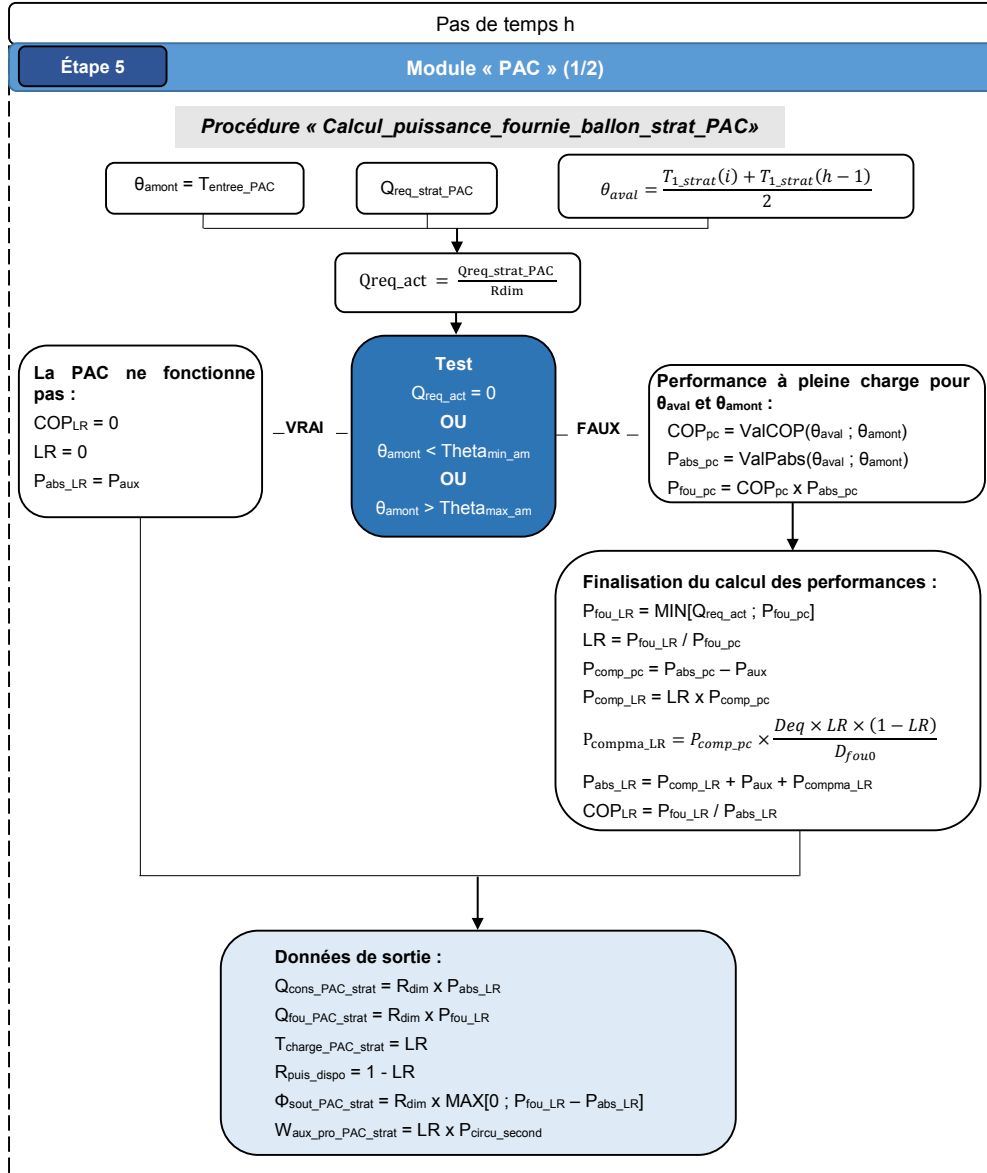 Pas de temps h
Étape 5
Module « PAC » (1/2)
Procédure « Calcul_puissance_fournie_ballon_strat_PAC»
θamont = Tentree_PAC
Qreq_strat_PAC
θaval = (T1_strat(i) + T1_strat(h − 1)) / 2
Qreq_act = Qreq_strat_PAC / Rdim
La PAC ne fonctionne
pas :
COPLR = 0
LR = 0
Pabs_LR = Paux
_VRAI _
Test
Qreq_act = 0
OU
θamont < Thetamin_am
OU
θamont > Thetamax_am
_ FAUX_
Performance à pleine charge pour
θaval et θamont :
COPpc = ValCOP(θaval ; θamont)
Pabs_pc = ValPabs(θaval ; θamont)
Pfou_pc = COPpc x Pabs_pc
Finalisation du calcul des performances :
Pfou_LR = MIN[Qreq_act ; Pfou_pc]
LR = Pfou_LR / Pfou_pc
Pcomp_pc = Pabs_pc – Paux
Pcomp_LR = LR x Pcomp_pc
Pcompma_LR = Pcomp_pc × (Deq × LR × (1 − LR)) / Dfou0
Pabs_LR = Pcomp_LR + Paux + Pcompma_LR
COPLR = Pfou_LR / Pabs_LR
Données de sortie :
Qcons_PAC_strat = Rdim x Pabs_LR
Qfou_PAC_strat = Rdim x Pfou_LR
Tcharge_PAC_strat = LR
Rpuis_dispo = 1 - LR
Φsout_PAC_strat = Rdim x MAX[0 ; Pfou_LR – Pabs_LR]
Waux_pro_PAC_strat = LR x Pcircu_second